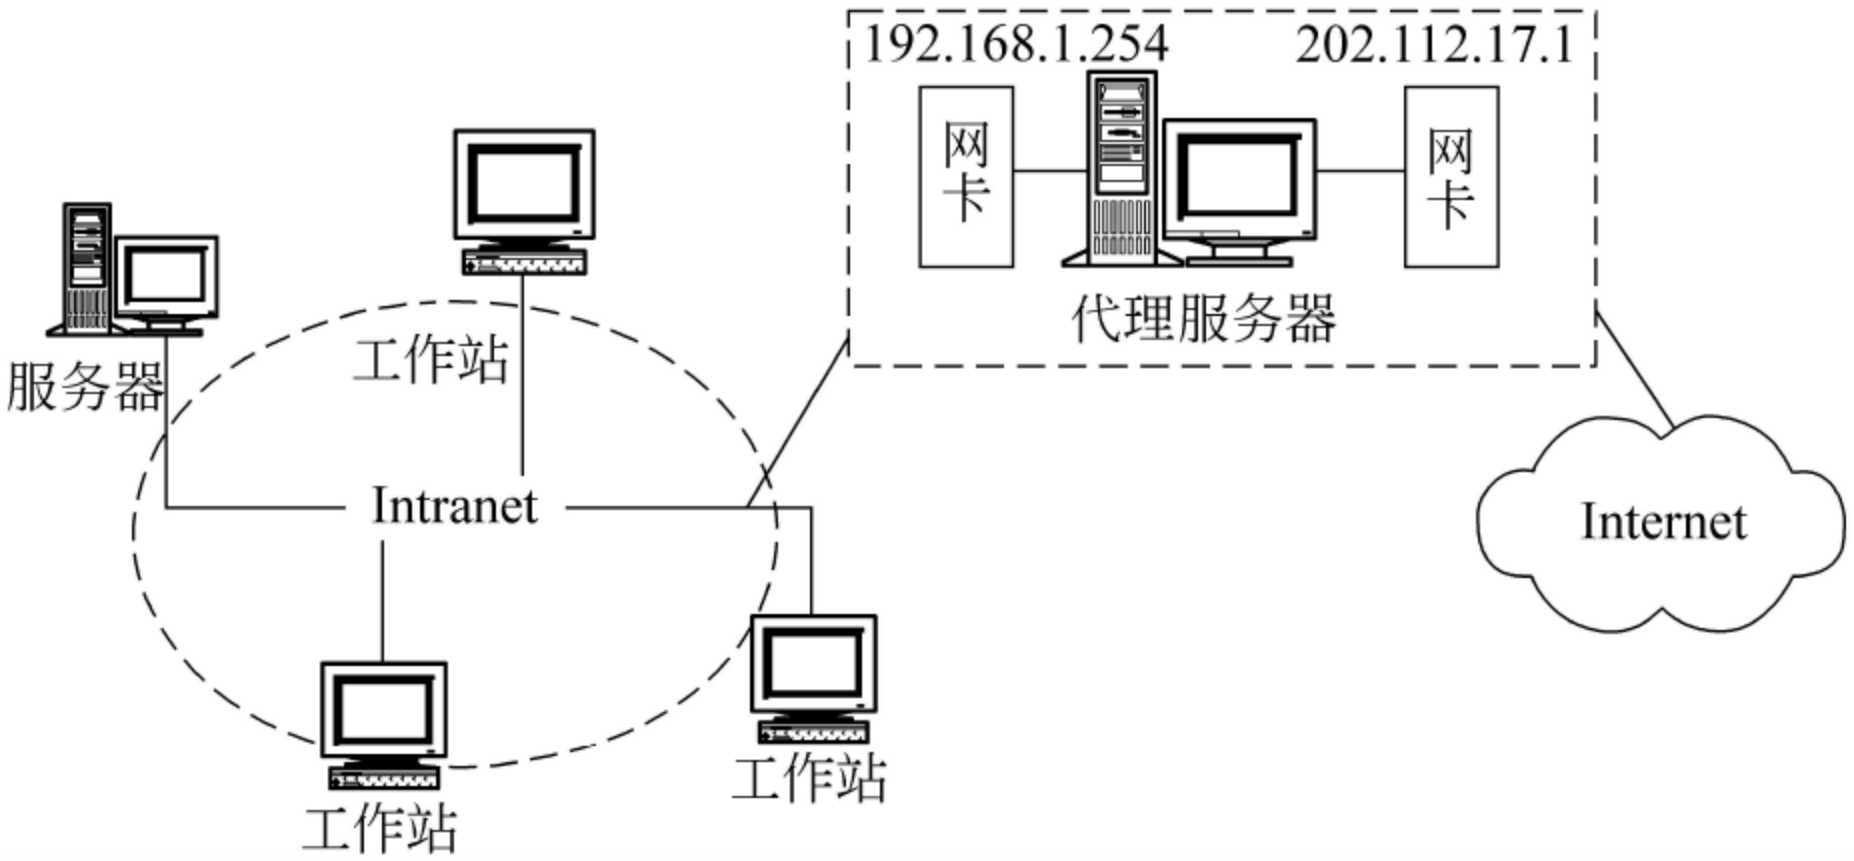 192.168.1.254
202.112.17.1
网卡
网卡
代理服务器
服务器
工作站
Intranet
Internet
工作站
工作站